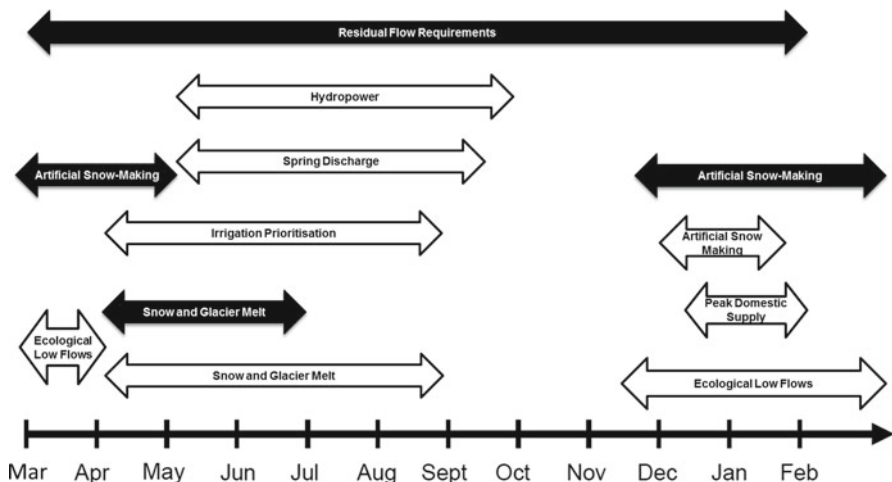 Residual Flow Requirements
Hydropower
Spring Discharge
Artificial Snow-Making
Artificial Snow-Making
Irrigation Prioritisation
Artificial Snow
Making
Snow and Glacier Melt
Peak Domestic
Supply
Ecological
Low Flows
Snow and Glacier Melt
Ecological Low Flows
Mar Apr May Jun Jul Aug Sept Oct Nov Dec Jan Feb